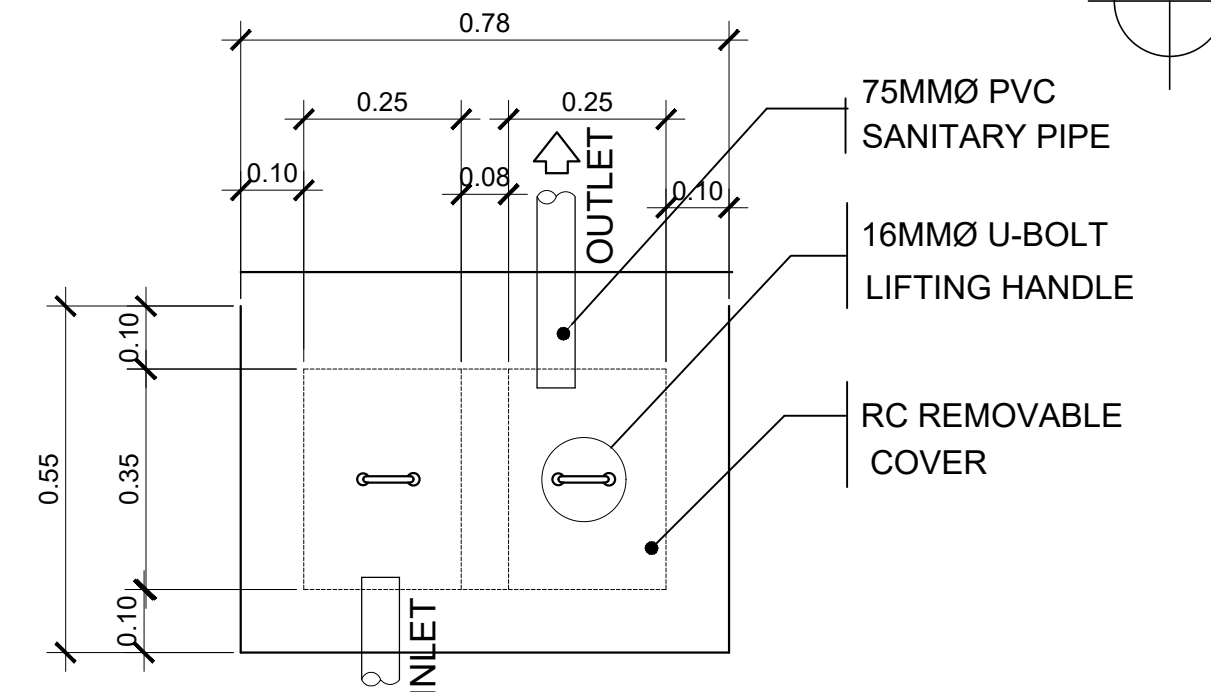 0.78
0.25
0.25
75MMØ PVC
SANITARY PIPE
0.10
0.08
0.10
OUTLET
16MMØ U-BOLT
LIFTING HANDLE
0.10
0.55
0.35
RC REMOVABLE
COVER
0.10
INLET